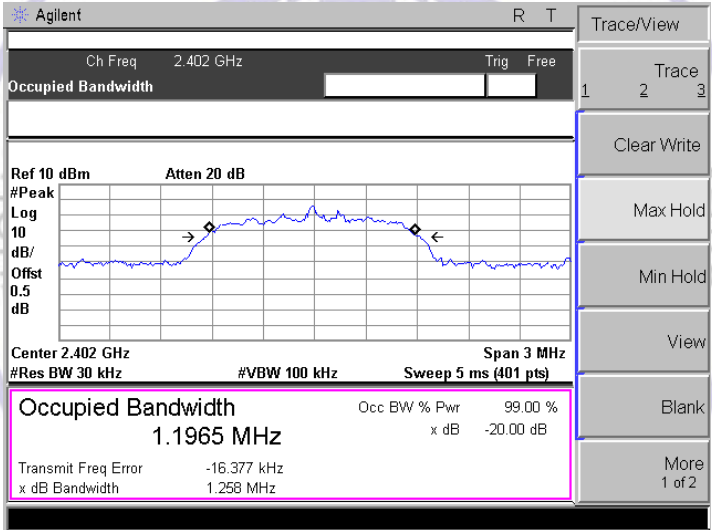 Agilent R T
Ch Freq 2.402 GHz Trig Free
Occupied Bandwidth
Ref 10 dBm Atten 20 dB
#Peak
Log
10
dB/
Offst
0.5
dB
Center 2.402 GHz Span 3 MHz
#Res BW 30 kHz #VBW 100 kHz Sweep 5 ms (401 pts)
Occupied Bandwidth
1.1965 MHz
Occ BW % Pwr 99.00 %
x dB -20.00 dB
Transmit Freq Error -16.377 kHz
x dB Bandwidth 1.258 MHz
Trace/View
Trace
1 2 3
Clear Write
Max Hold
Min Hold
View
Blank
More
1 of 2